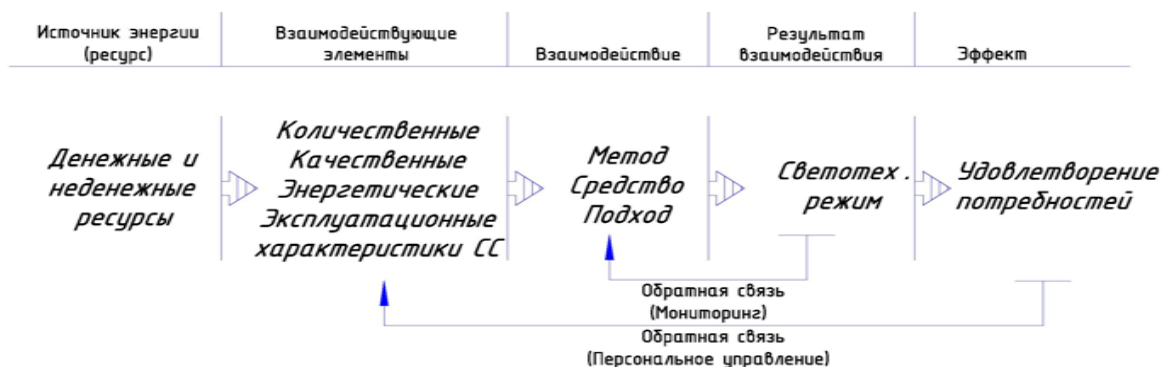 Источник энергии
(ресурс)
Взаимодействующие
элементы
Взаимодействие
Результат
взаимодействия
Эффект
Денежные и
неденежные
ресурсы
Количественные
Качественные
Энергетические
Эксплуатационные
характеристики СС
Метод
Средство
Подход
Светотех.
режим
Удовлетворение
потребностей
Обратная связь
(Мониторинг)
Обратная связь
(Персональное управление)